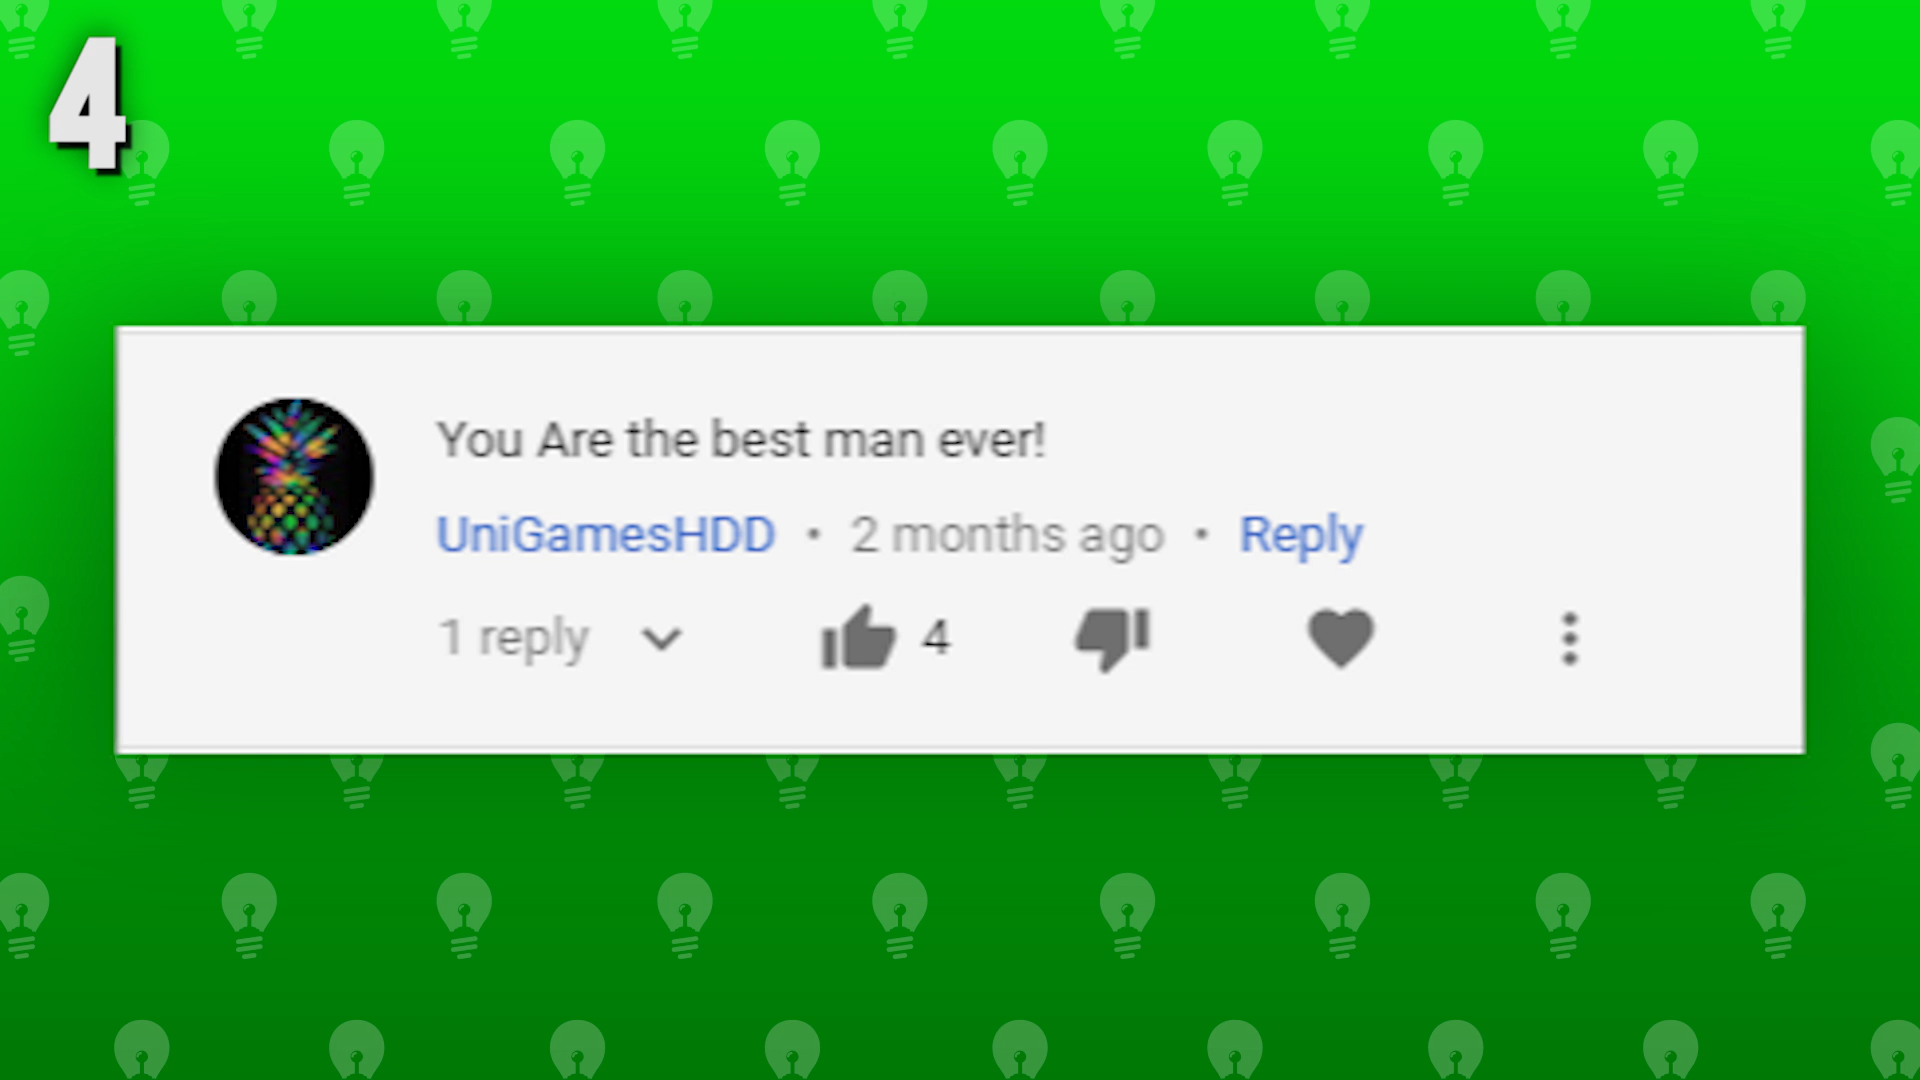 4
You Are the best man ever!
UniGamesHDD • 2 months ago • Reply
1 reply 4